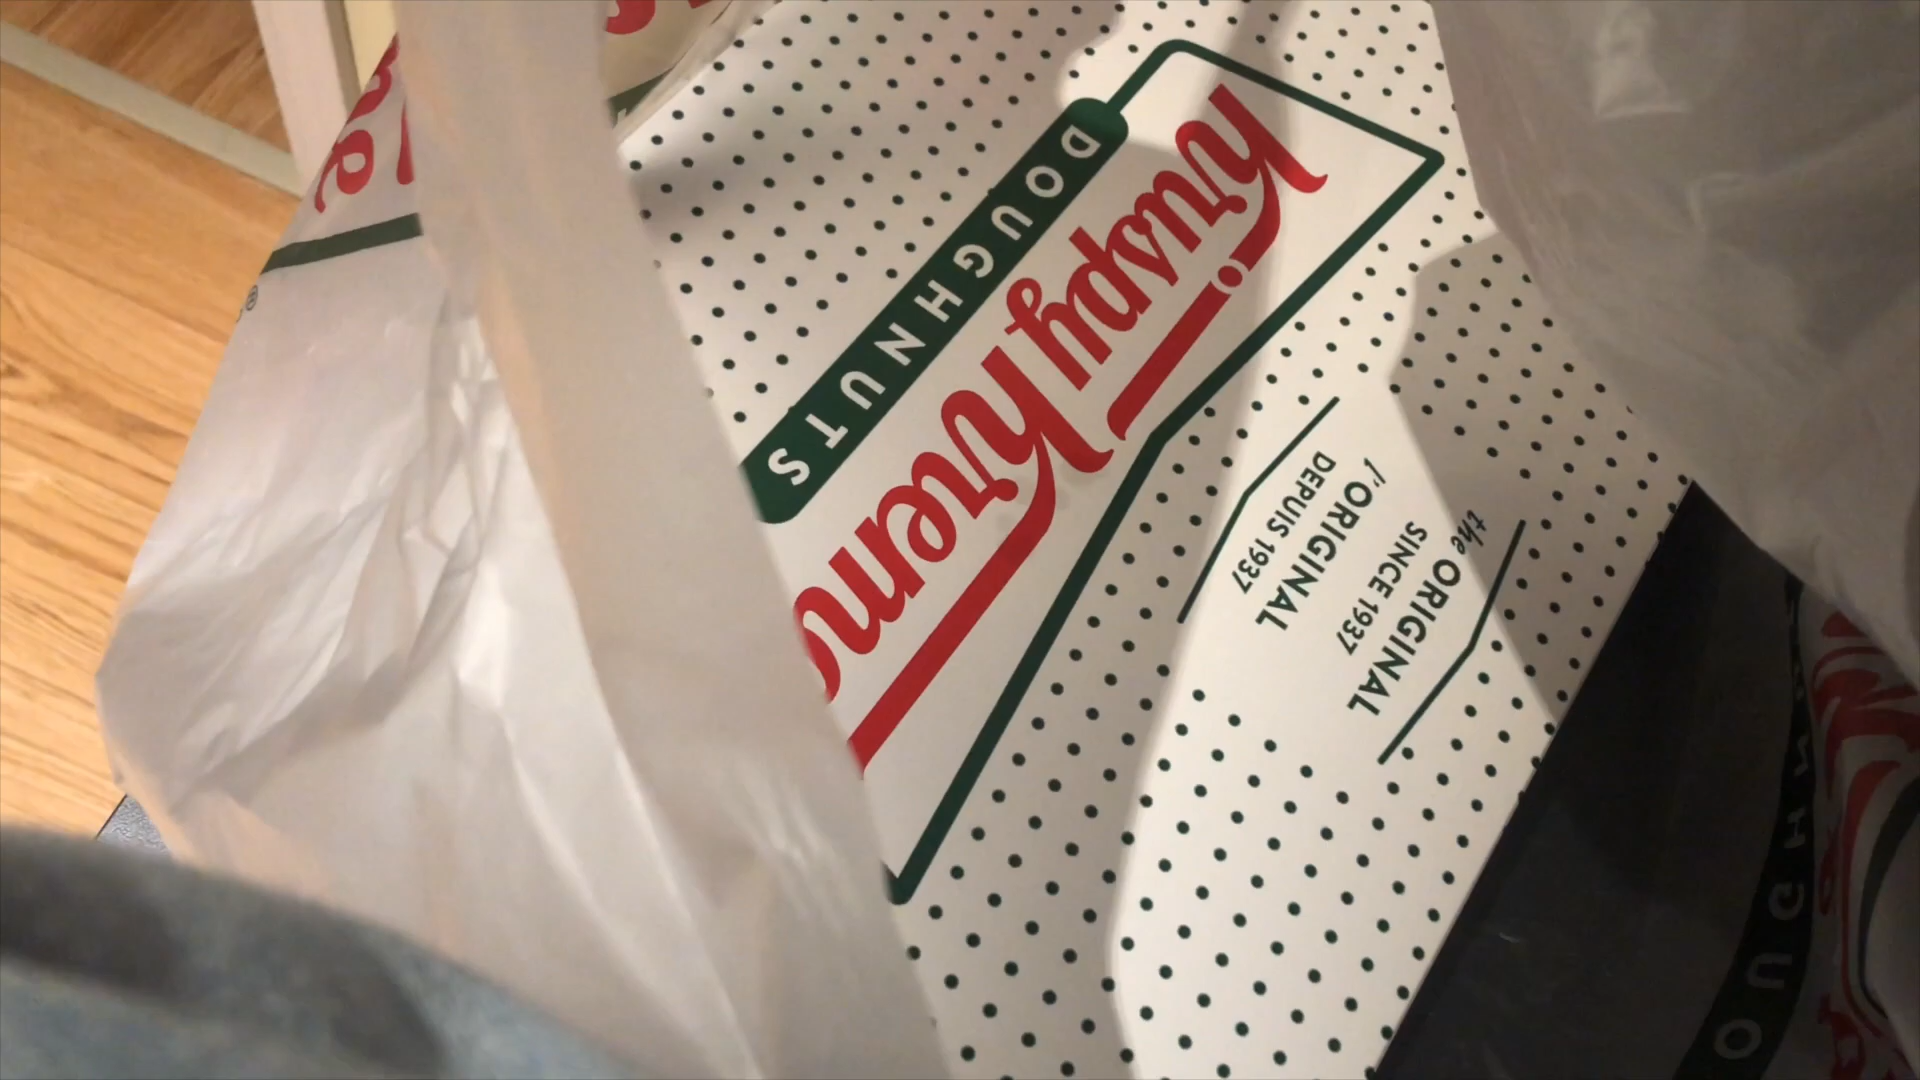 Krispy Kreme
DOUGHNUTS
l'ORIGINAL
DEPUIS 1937
the ORIGINAL
SINCE 1937
®